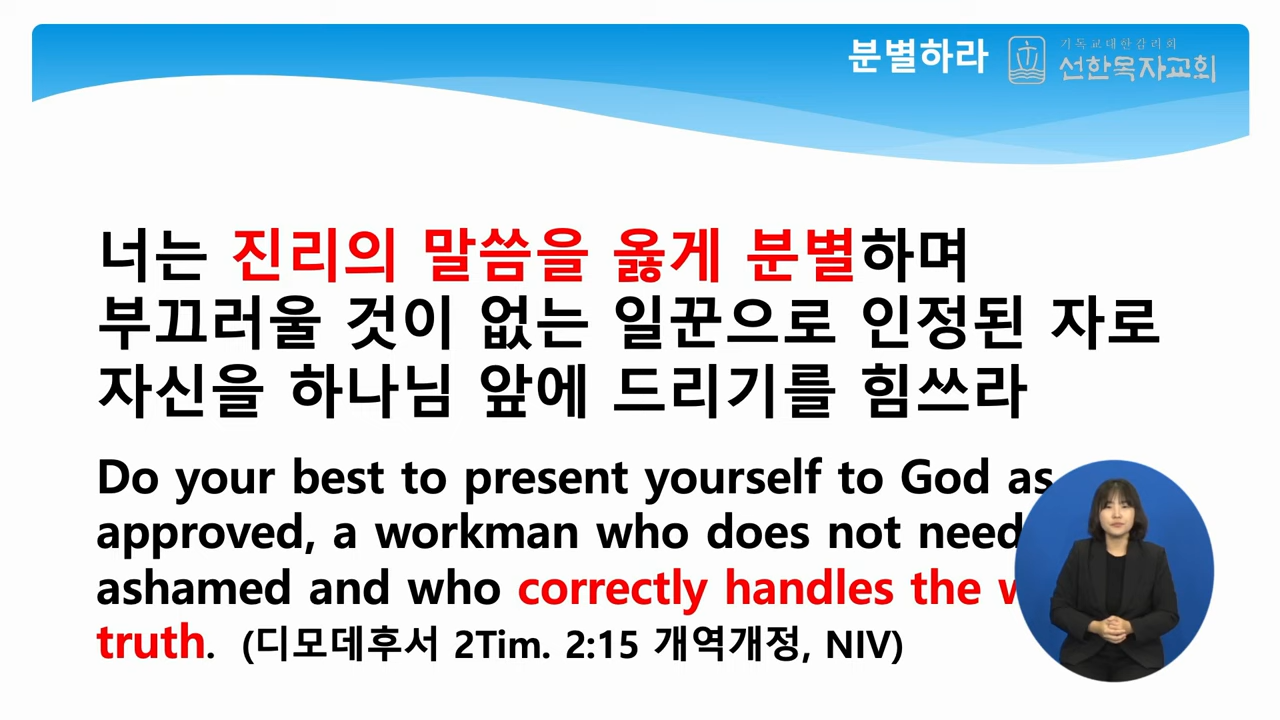 분별하라
기독교대한감리회
선한목자교회
너는 진리의 말씀을 옳게 분별하며
부끄러울 것이 없는 일꾼으로 인정된 자로
자신을 하나님 앞에 드리기를 힘쓰라
Do your best to present yourself to God as
approved, a workman who does not need
ashamed and who correctly handles the
truth. (디모데후서 2Tim. 2:15 개역개정, NIV)